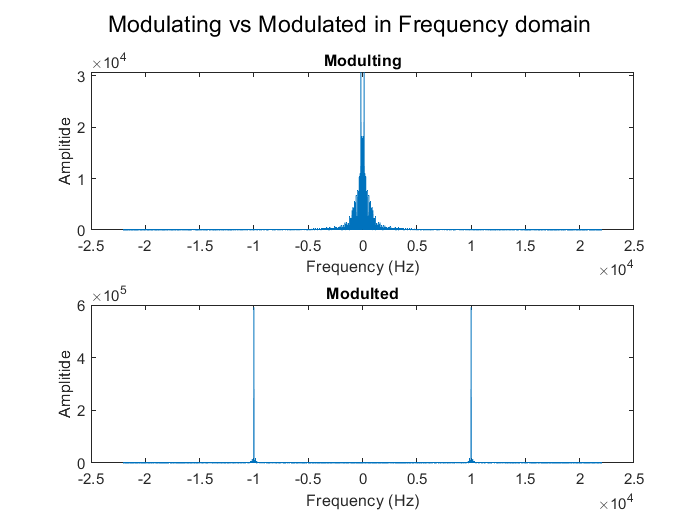 Modulating vs Modulated in Frequency domain
×10^4
Modulting
3
2
1
0
Amplitide
-2.5 -2 -1.5 -1 -0.5 0 0.5 1 1.5 2 2.5
Frequency (Hz)
×10^4
×10^5
Modulted
6
4
2
0
Amplitide
-2.5 -2 -1.5 -1 -0.5 0 0.5 1 1.5 2 2.5
Frequency (Hz)
×10^4